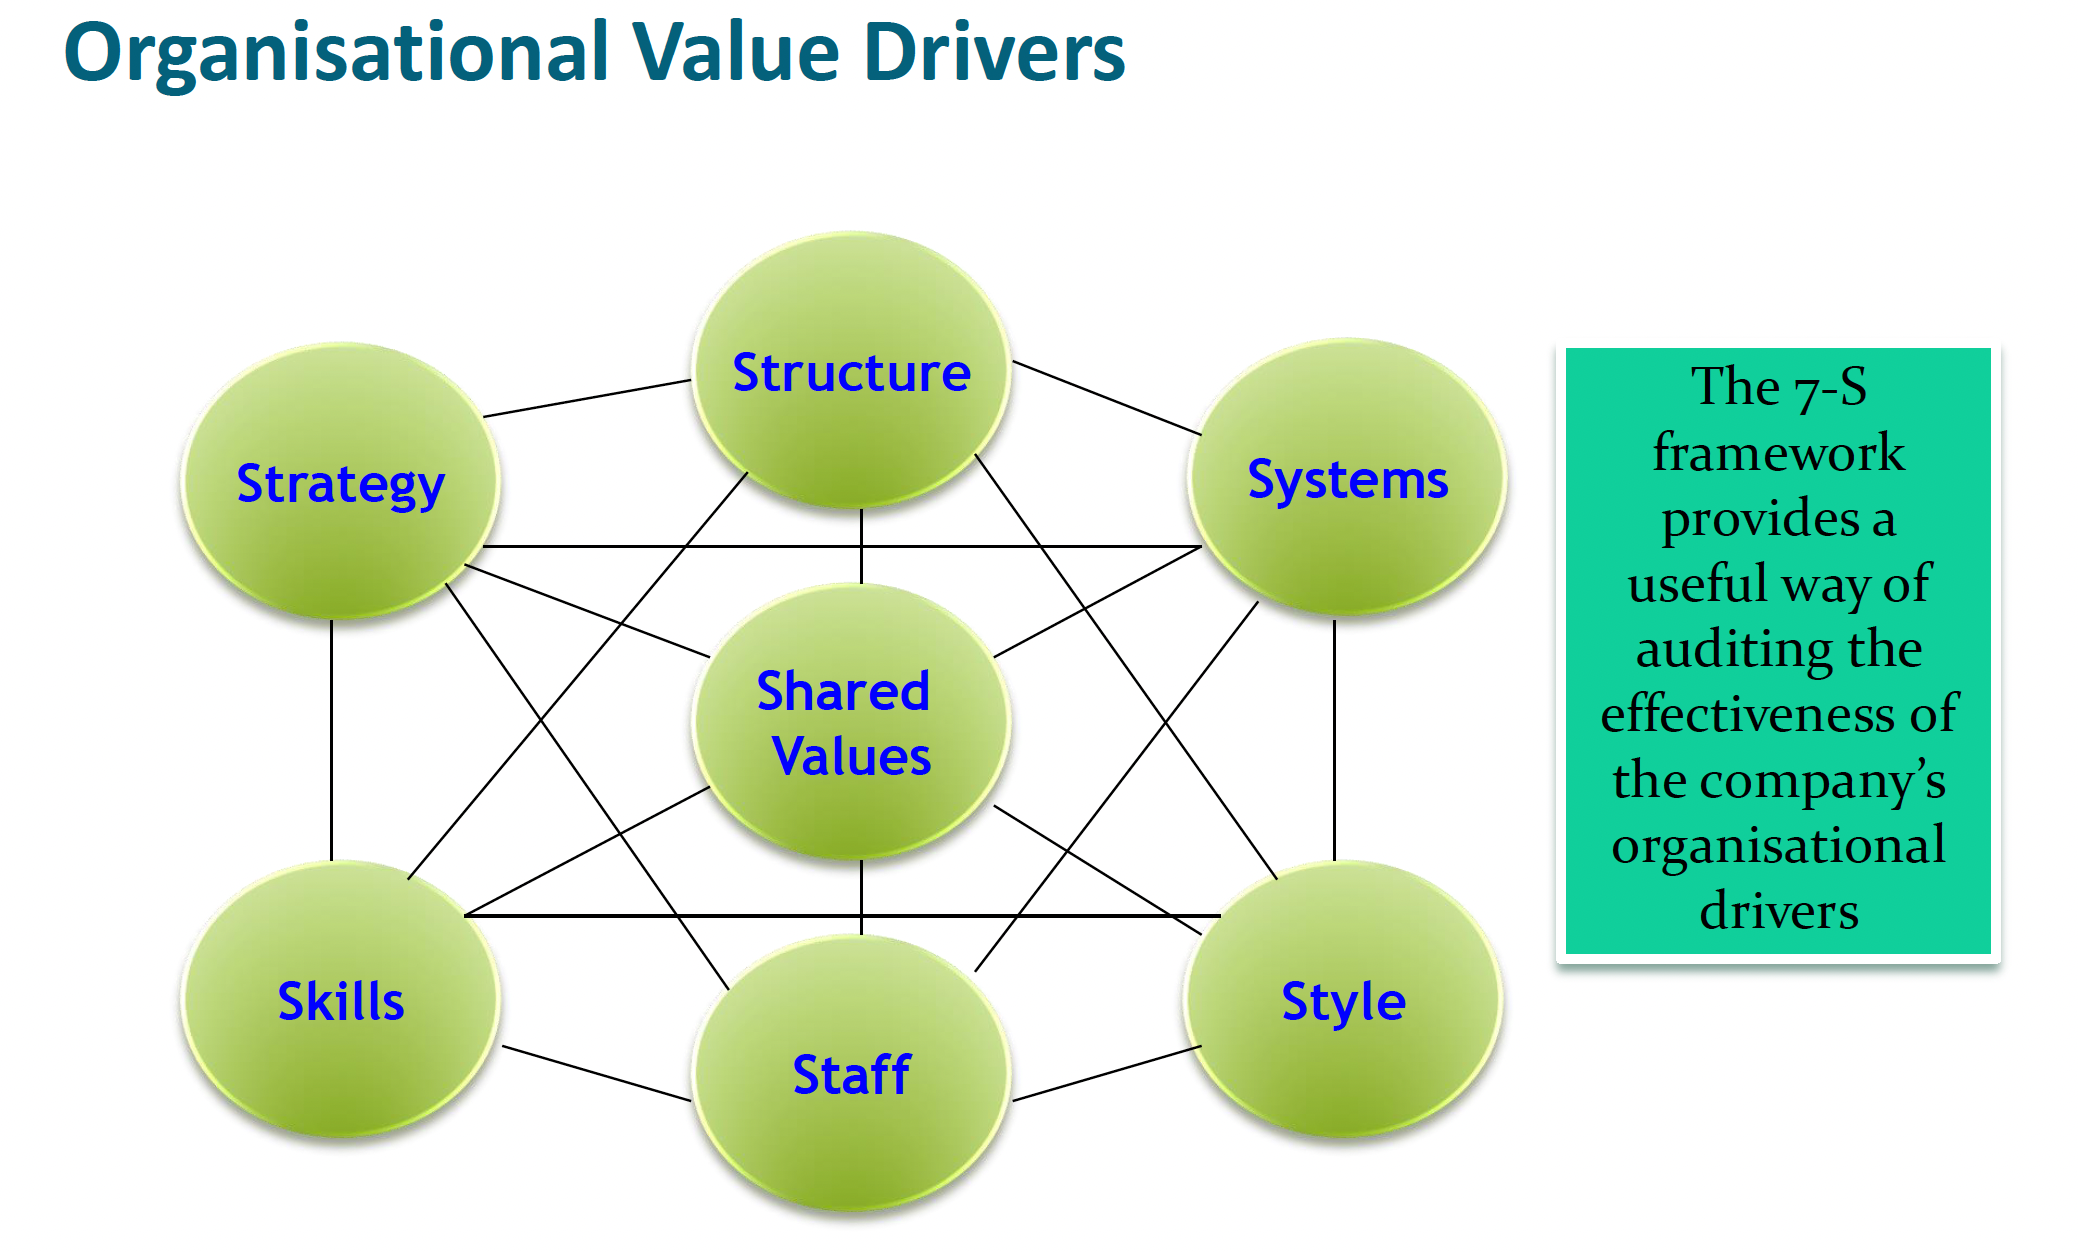 Organisational Value Drivers
Structure
Strategy
Systems
Shared
Values
Skills
Staff
Style
The 7-S
framework
provides a
useful way of
auditing the
effectiveness of
the company’s
organisational
drivers